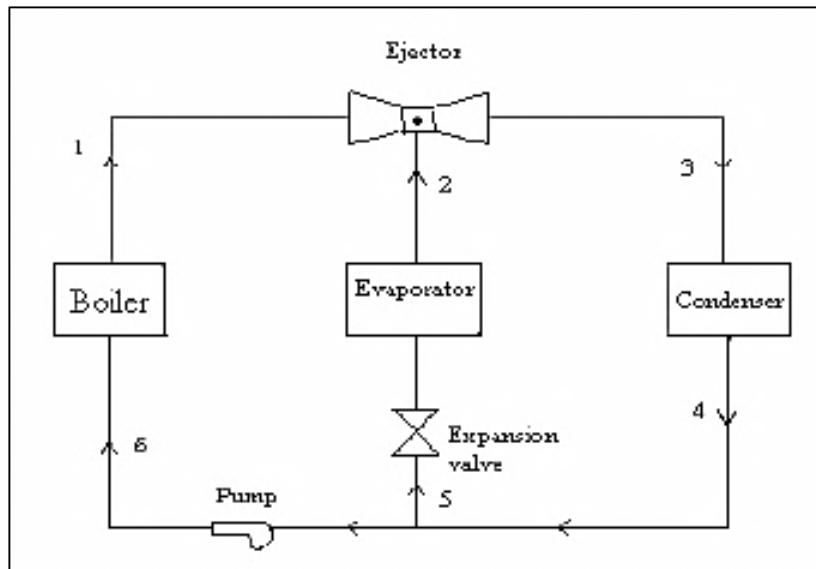 Ejector
1
2
3
Boiler
Evaporator
Condenser
4
6
Expansion
valve
5
Pump